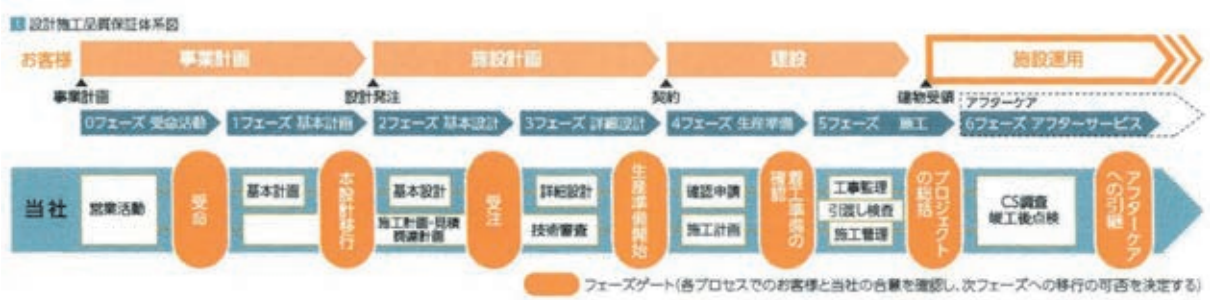 設計施工品質保証体系図
お客様
事業計画
施設計画
建設
施設運用
事業計画
設計発注
契約
建物受領
アフターケア
0フェーズ 受命活動
1フェーズ 基本計画
2フェーズ 基本設計
3フェーズ 詳細設計
4フェーズ 生産準備
5フェーズ 施工
6フェーズ アフターサービス
当社
営業活動
受命
基本計画
本設計移行
基本設計
施工計画・見積
調達計画
受注
詳細設計
技術審査
生産準備開始
確認申請
施工計画
着工準備の
確認
工事監理
引渡し検査
施工管理
プロジェクト
の総括
CS調査
竣工後点検
アフターケア
への引継
フェーズゲート(各プロセスでのお客様と当社の合意を確認し、次フェーズへの移行の可否を決定する)